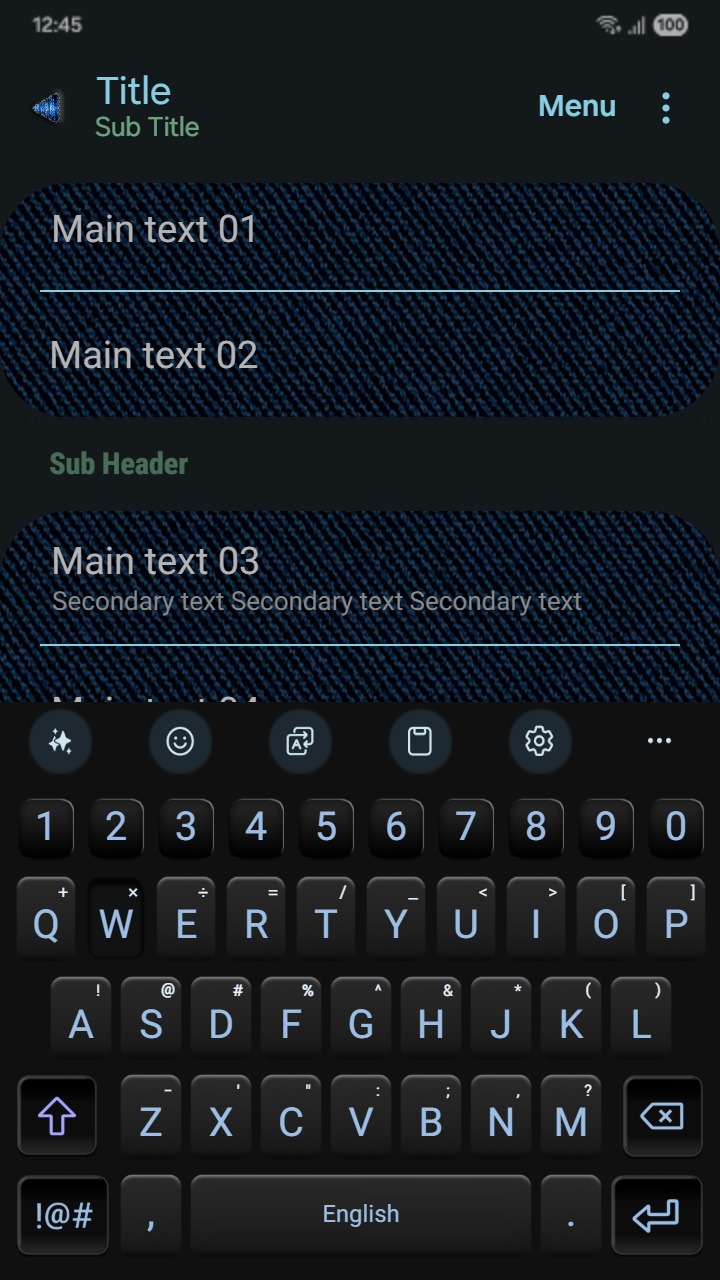 12:45
100
Title
Sub Title
Menu
Main text 01
Main text 02
Sub Header
Main text 03
Secondary text Secondary text Secondary text
1 2 3 4 5 6 7 8 9 0
+ × ÷ = / _ < > [ ]
Q W E R T Y U I O P
! @ # % ^ & * ( )
A S D F G H J K L
- ' " : ; , ?
Z X C V B N M
!@# , English .